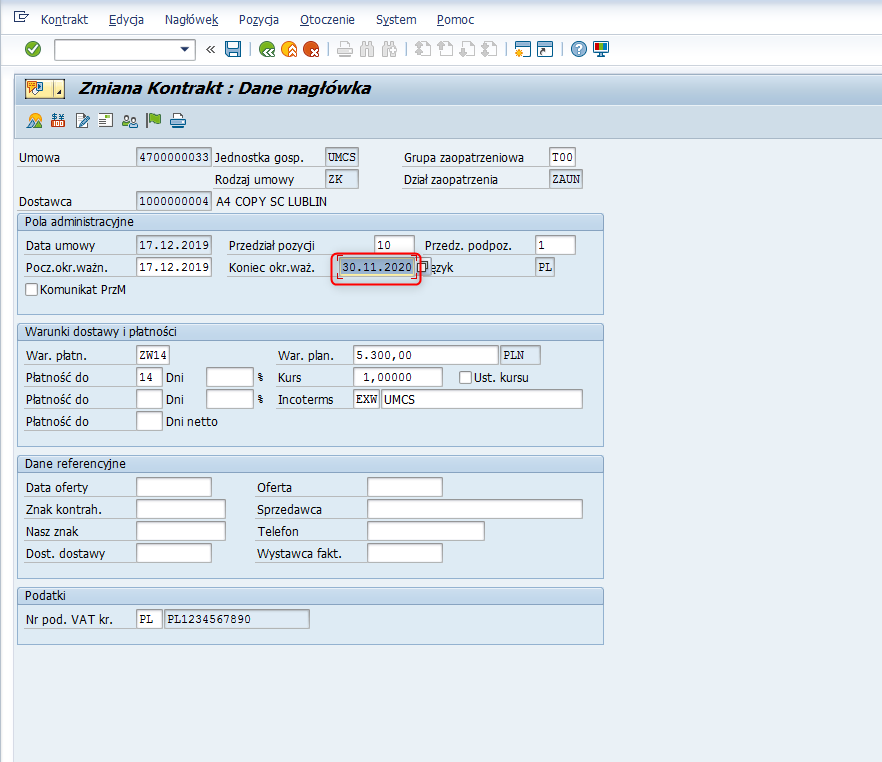 Kontrakt Edycja Nagłówek Pozycja Otoczenie System Pomoc
Zmiana Kontrakt : Dane nagłówka
Umowa 4700000033 Jednostka gosp. UMCS Grupa zaopatrzeniowa T00
Rodzaj umowy ZK Dział zaopatrzenia ZAUN
Dostawca 1000000004 A4 COPY SC LUBLIN
Pola administracyjne
Data umowy 17.12.2019 Przedział pozycji 10 Przedz. podpoz. 1
Pocz.okr.ważn. 17.12.2019 Koniec okr.waż. 30.11.2020 ęzyk PL
Komunikat PrzM
Warunki dostawy i płatności
War. płatn. ZW14 War. plan. 5.300,00 PLN
Płatność do 14 Dni % Kurs 1,00000 Ust. kursu
Płatność do Dni % Incoterms EXW UMCS
Płatność do Dni netto
Dane referencyjne
Data oferty Oferta
Znak kontrah. Sprzedawca
Nasz znak Telefon
Dost. dostawy Wystawca fakt.
Podatki
Nr pod. VAT kr. PL PL1234567890